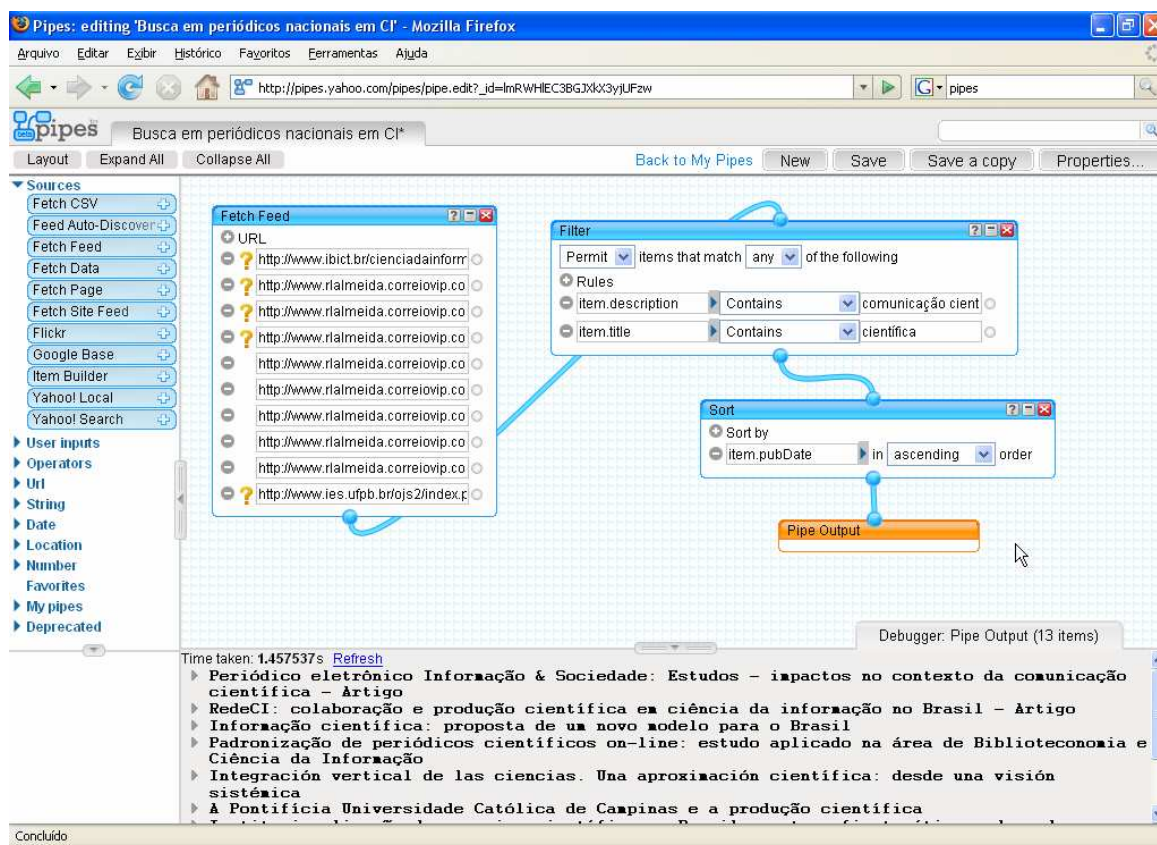 Pipes: editing 'Busca em periódicos nacionais em CI' - Mozilla Firefox
Arquivo Editar Exibir Histórico Favoritos Ferramentas Ajuda
http://pipes.yahoo.com/pipes/pipe.edit?_id=
G pipes
pipes
beta
Busca em periódicos nacionais em CI*
Layout Expand All Collapse All Back to My Pipes New Save Save a copy Properties...
Sources
Fetch CSV
Feed Auto-Discover
Fetch Feed
Fetch Data
Fetch Page
Fetch Site Feed
Flickr
Google Base
Item Builder
Yahoo! Local
Yahoo! Search
User inputs
Operators
Url
String
Date
Location
Number
Favorites
My pipes
Deprecated
Fetch Feed
URL
http://www.ibict.br/cienciadainform
http://www.rlalmeida.correiovip.co
http://www.rlalmeida.correiovip.co
http://www.rlalmeida.correiovip.co
http://www.rlalmeida.correiovip.co
http://www.rlalmeida.correiovip.co
http://www.rlalmeida.correiovip.co
http://www.rlalmeida.correiovip.co
http://www.rlalmeida.correiovip.co
http://www.ies.ufpb.br/ojs2/index.p
Filter
Permit items that match any of the following
Rules
item.description Contains comunicação cient
item.title Contains científica
Sort
Sort by
item.pubDate in ascending order
Pipe Output
Debugger: Pipe Output (13 items)
Time taken: 1.457537s Refresh
Periódico eletrônico Informação & Sociedade: Estudos - impactos no contexto da comunicação
científica - Artigo
RedeCI: colaboração e produção científica em ciência da informação no Brasil - Artigo
Informação científica: proposta de um novo modelo para o Brasil
Padronização de periódicos científicos on-line: estudo aplicado na área de Biblioteconomia e
Ciência da Informação
Integración vertical de las ciencias. Una aproximación científica: desde una visión
sistémica
A Pontifícia Universidade Católica de Campinas e a produção científica
Concluído